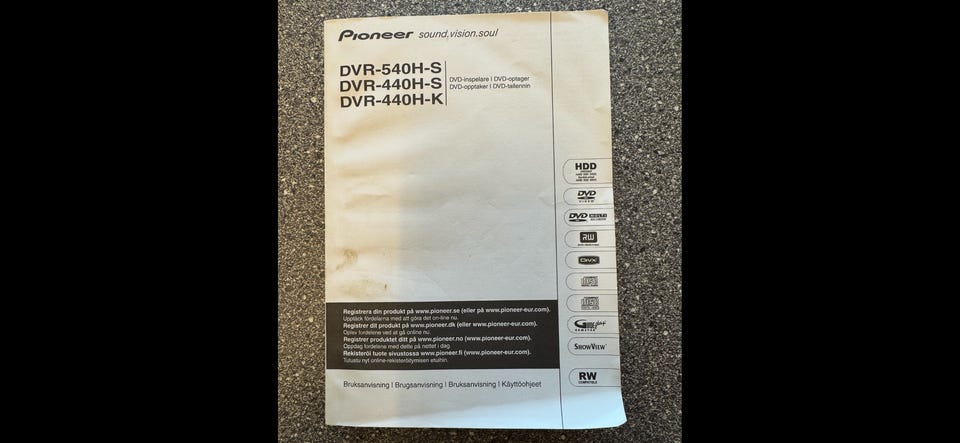 Pioneer sound.vision.soul
DVR-540H-S
DVR-440H-S
DVR-440H-K
DVD-inspelare | DVD-optager
DVD-opptaker | DVD-tallennin
HDD
DVD
VIDEO
DVD MULTI
RECORDER
RW
DivX
G-CODE
SHOWVIEW
RW
COMPATIBLE
Registrera din produkt på www.pioneer.se (eller på www.pioneer-eur.com).
Upptäck fördelarna med att göra det on-line nu.
Registrer dit produkt på www.pioneer.dk (eller www.pioneer-eur.com).
Oplev fordelene ved at gå online nu.
Registrer produktet ditt på www.pioneer.no (www.pioneer-eur.com).
Oppdag fordelene med dette på nettet i dag
Rekisteröi tuote sivustossa www.pioneer.fi (www.pioneer-eur.com).
Tutustu nyt online-rekisteröitymisen etuihin.
Bruksanvisning | Brugsanvisning | Bruksanvisning | Käyttöohjeet